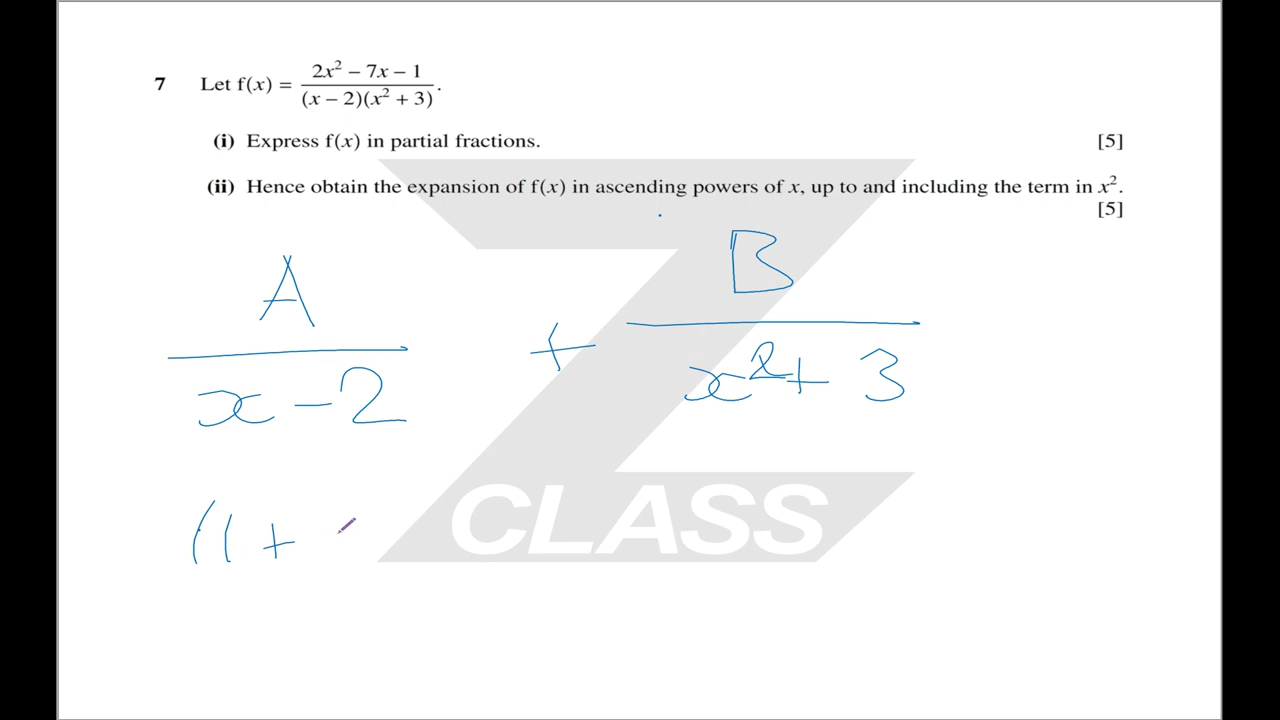 7 Let f(x) = (2x² − 7x − 1) / ((x − 2)(x² + 3)).
(i) Express f(x) in partial fractions. [5]
(ii) Hence obtain the expansion of f(x) in ascending powers of x, up to and including the term in x².
[5]
A / (x − 2) + B / (x² + 3)
(1 +
CLASS